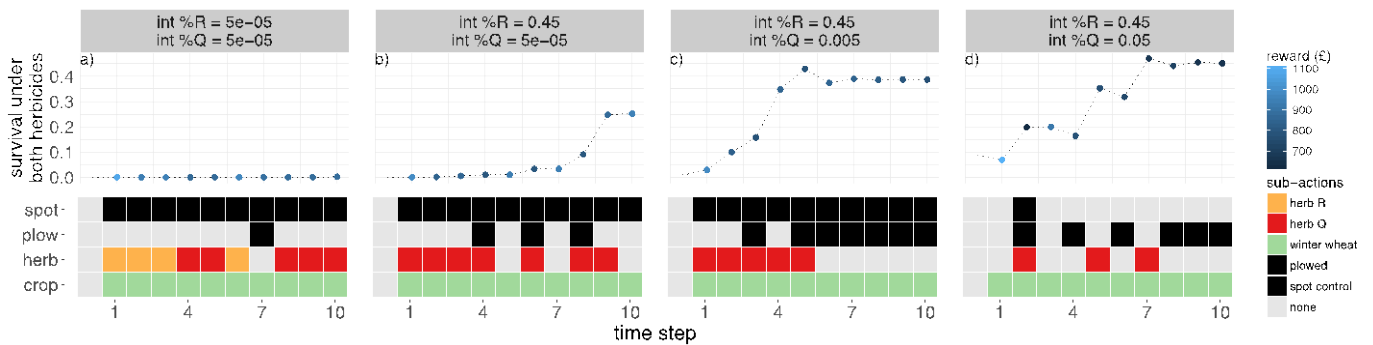 int %R = 5e-05
int %Q = 5e-05
int %R = 0.45
int %Q = 5e-05
int %R = 0.45
int %Q = 0.005
int %R = 0.45
int %Q = 0.05
a)
b)
c)
d)
survival under
both herbicides
0.4
0.3
0.2
0.1
0.0
spot
plow
herb
crop
1 4 7 10
1 4 7 10
1 4 7 10
1 4 7 10
time step
reward (£)
1100
1000
900
800
700
sub-actions
herb R
herb Q
winter wheat
plowed
spot control
none